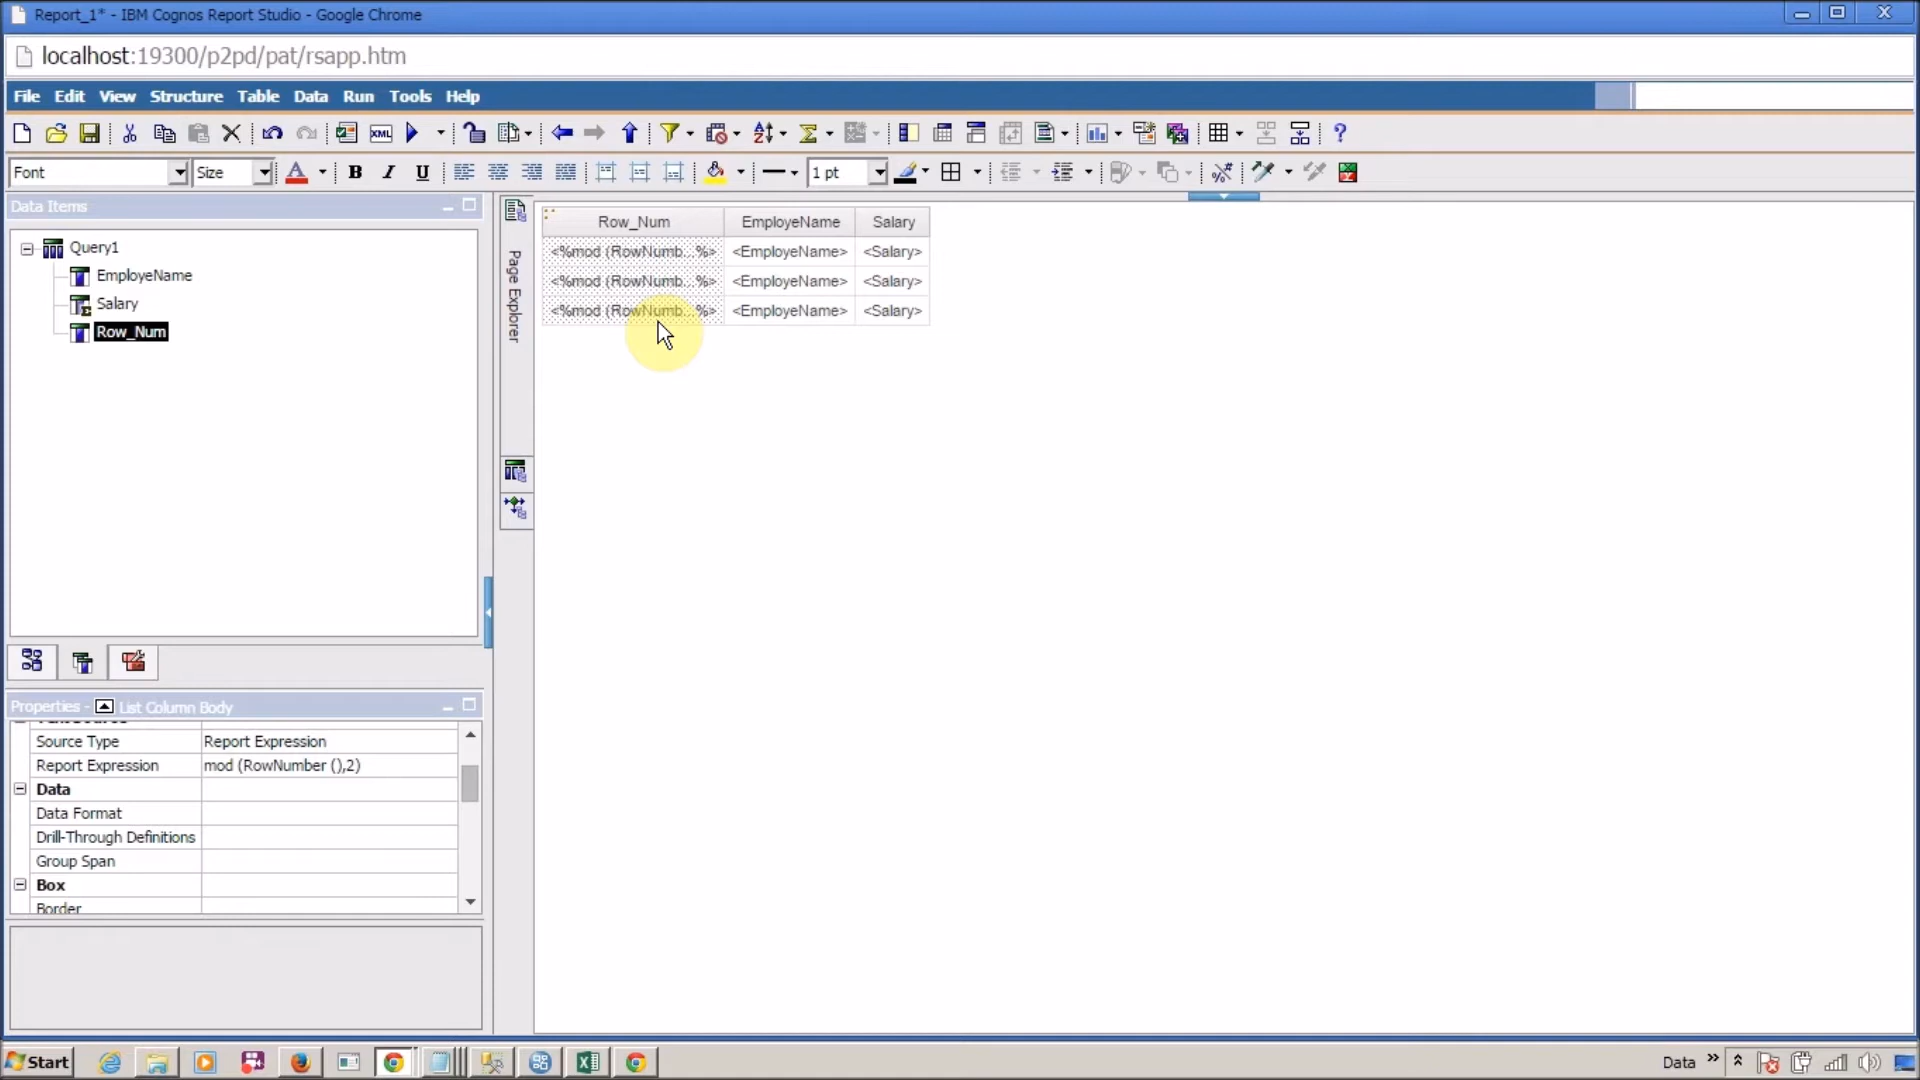 Report_1* - IBM Cognos Report Studio - Google Chrome
localhost:19300/p2pd/pat/rsapp.htm
File Edit View Structure Table Data Run Tools Help
XML
Font Size A B I U 1 pt
Data Items
Query1
EmployeName
Salary
Row_Num
Page Explorer
Row_Num EmployeName Salary
<%mod (RowNumb...%> <EmployeName> <Salary>
<%mod (RowNumb...%> <EmployeName> <Salary>
<%mod (RowNumb...%> <EmployeName> <Salary>
Properties - List Column Body
Source Type Report Expression
Report Expression mod (RowNumber (),2)
Data
Data Format
Drill-Through Definitions
Group Span
Box
Border
Start
Data »